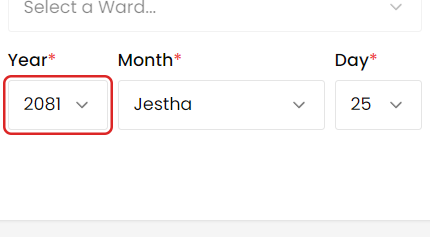 Select a Ward...
Year* Month* Day*
2081 Jestha 25